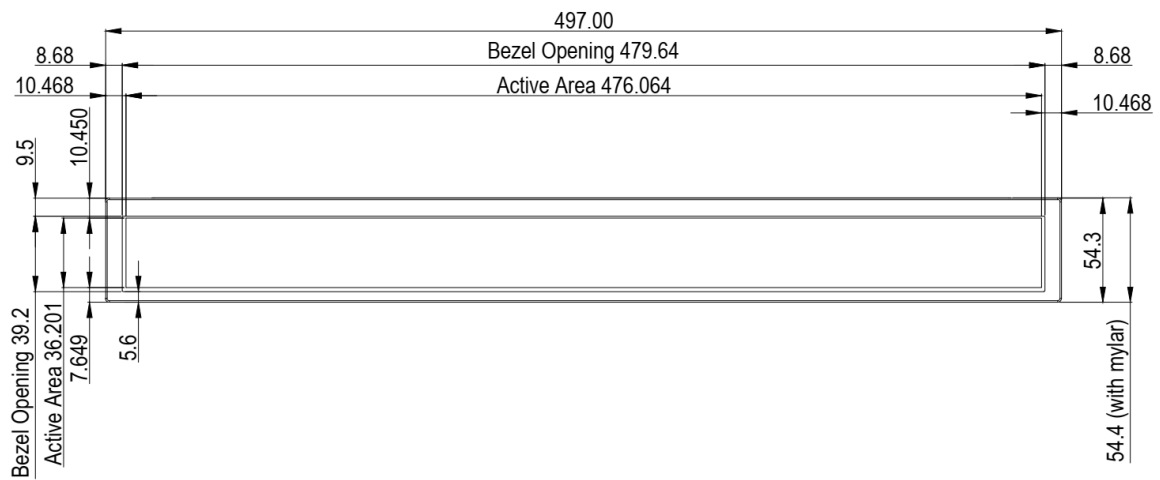 497.00
8.68
Bezel Opening 479.64
8.68
10.468
Active Area 476.064
10.468
9.5
10.450
54.3
54.4 (with mylar)
Bezel Opening 39.2
Active Area 36.201
7.649
5.6